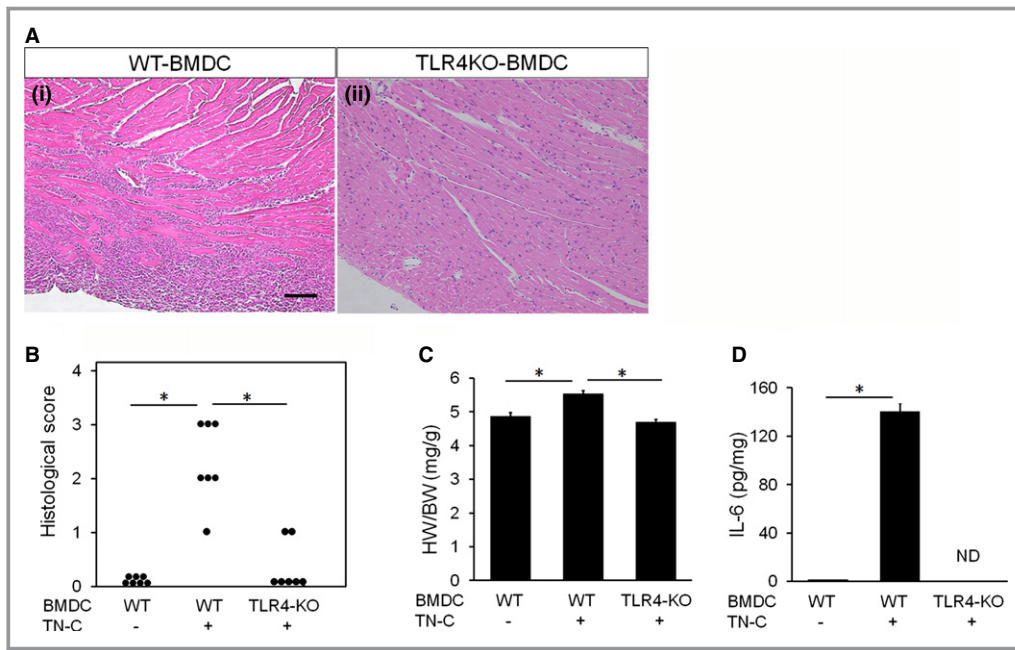 A
WT-BMDC TLR4KO-BMDC
(i) (ii)
B
Histological score
4
3
2
1
0
* *
BMDC WT WT TLR4-KO
TN-C - + +
C
HW/BW (mg/g)
6
5
4
3
2
1
0
* *
BMDC WT WT TLR4-KO
TN-C - + +
D
IL-6 (pg/mg)
160
120
80
40
0
*
ND
BMDC WT WT TLR4-KO
TN-C - + +